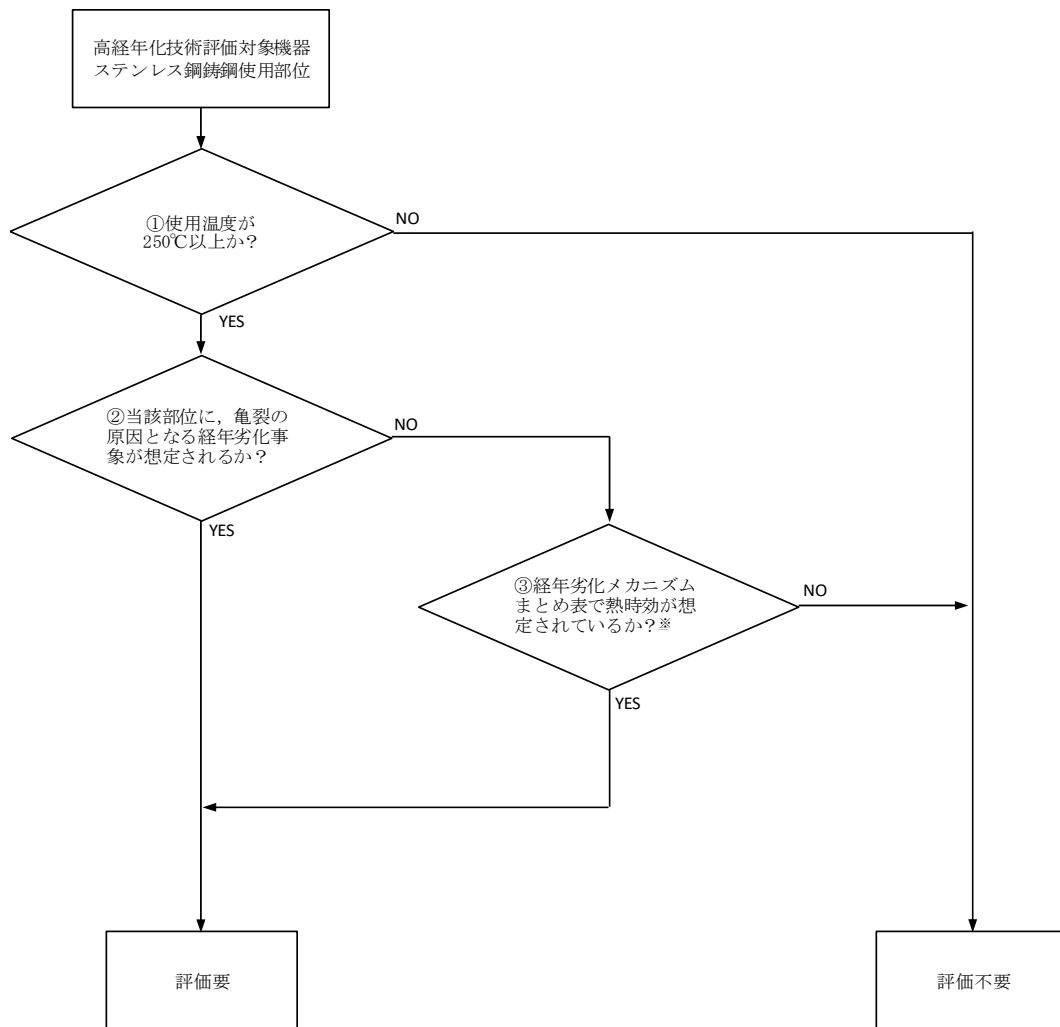 高経年化技術評価対象機器
ステンレス鋼鋳鋼使用部位
①使用温度が
250℃以上か？
NO
YES
②当該部位に，亀裂の
原因となる経年劣化事
象が想定されるか？
NO
YES
③経年劣化メカニズム
まとめ表で熱時効が想
定されているか？※
NO
YES
評価要
評価不要